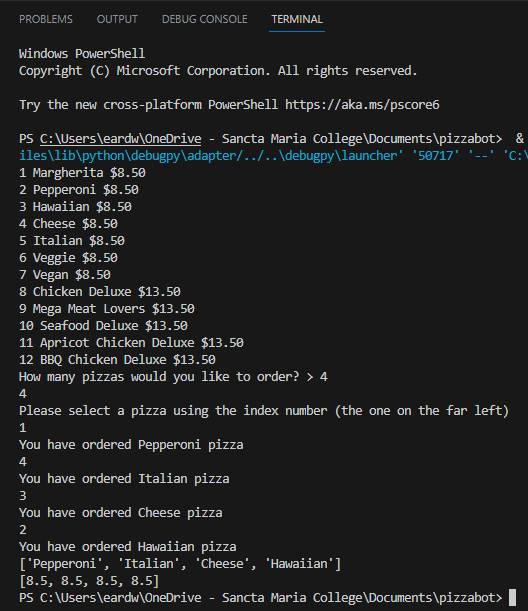 PROBLEMS OUTPUT DEBUG CONSOLE TERMINAL
Windows PowerShell
Copyright (C) Microsoft Corporation. All rights reserved.
Try the new cross-platform PowerShell https://aka.ms/pscore6
PS C:\Users\eardw\OneDrive - Sancta Maria College\Documents\pizzabot> &
iles\lib\python\debugpy\adapter/../..\debugpy\launcher' '50717' '--' 'C:\
1 Margherita $8.50
2 Pepperoni $8.50
3 Hawaiian $8.50
4 Cheese $8.50
5 Italian $8.50
6 Veggie $8.50
7 Vegan $8.50
8 Chicken Deluxe $13.50
9 Mega Meat Lovers $13.50
10 Seafood Deluxe $13.50
11 Apricot Chicken Deluxe $13.50
12 BBQ Chicken Deluxe $13.50
How many pizzas would you like to order? > 4
4
Please select a pizza using the index number (the one on the far left)
1
You have ordered Pepperoni pizza
4
You have ordered Italian pizza
3
You have ordered Cheese pizza
2
You have ordered Hawaiian pizza
['Pepperoni', 'Italian', 'Cheese', 'Hawaiian']
[8.5, 8.5, 8.5, 8.5]
PS C:\Users\eardw\OneDrive - Sancta Maria College\Documents\pizzabot>